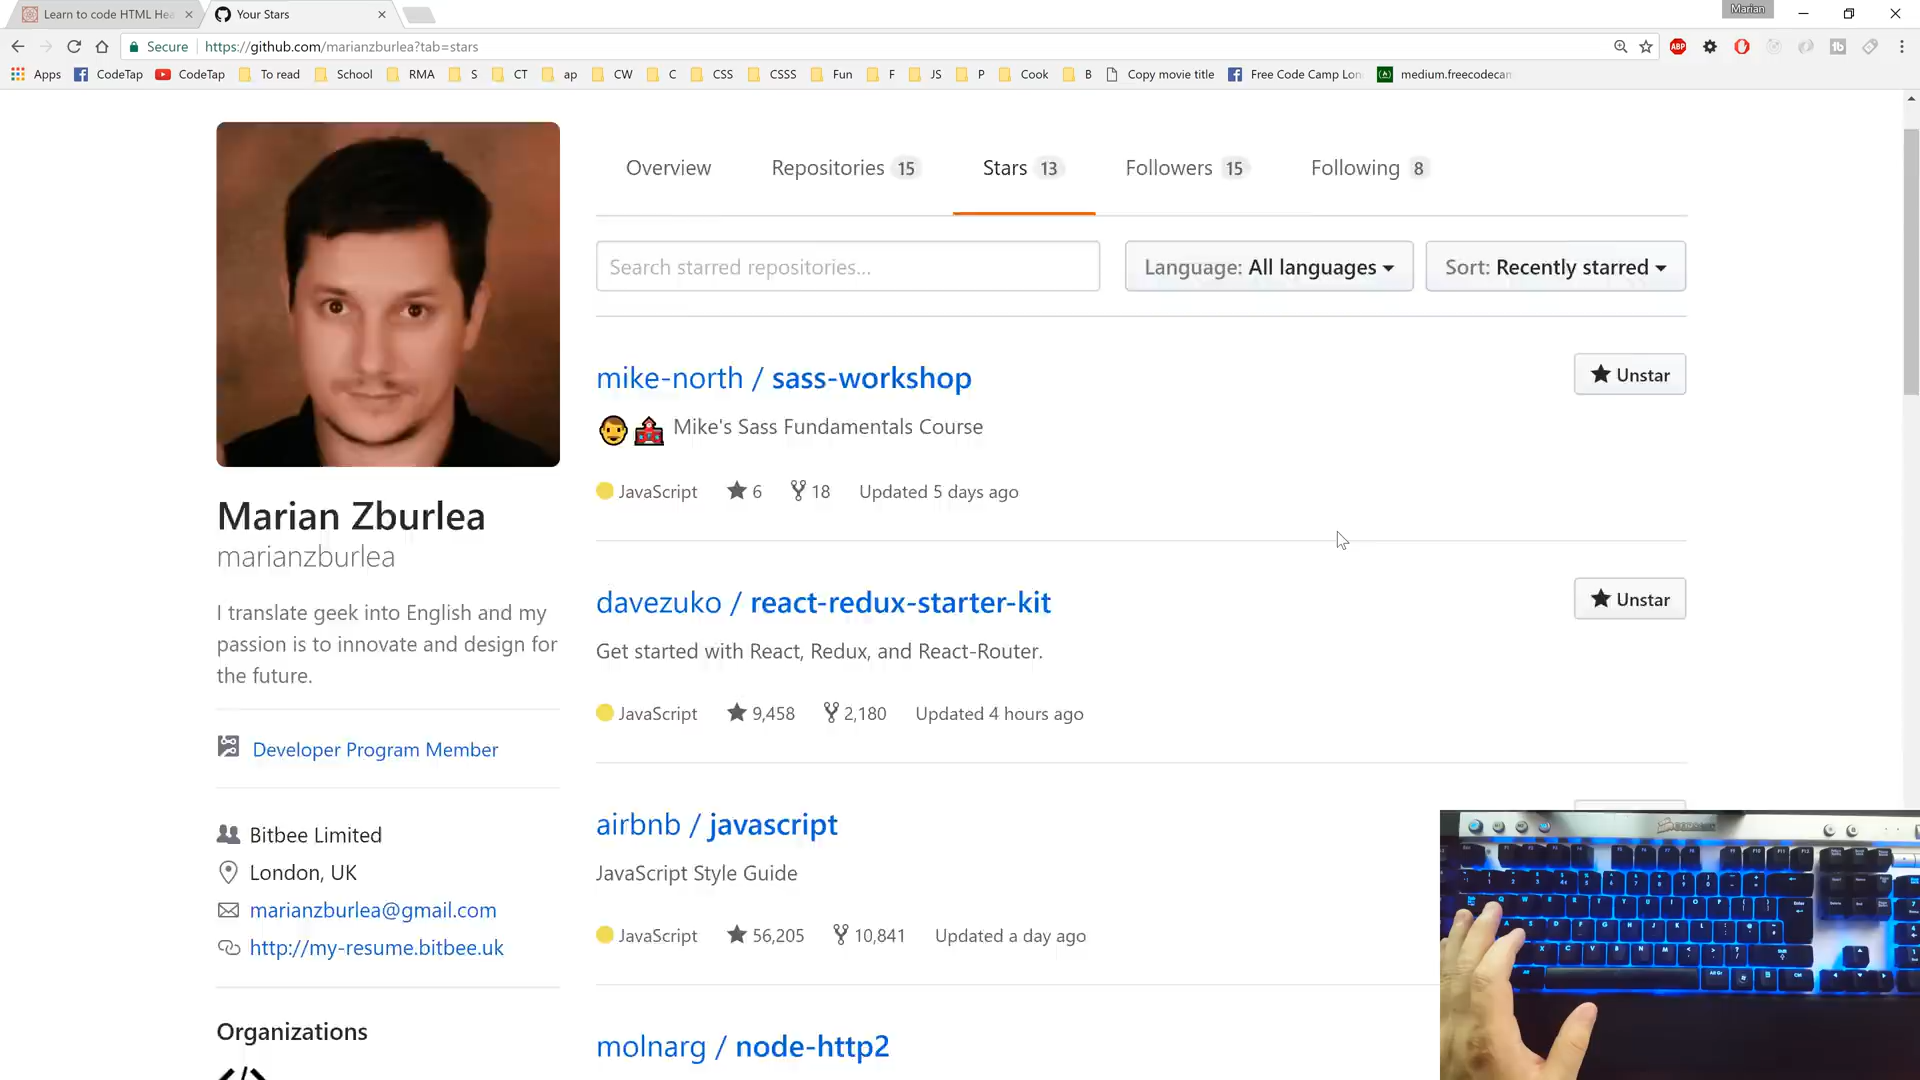 Learn to code HTML Hea
Your Stars
Marian
Secure https://github.com/marianzburlea?tab=stars
ABP
Apps CodeTap CodeTap To read School RMA S CT ap CW C CSS CSSS Fun F JS P Cook B Copy movie title Free Code Camp Lon medium.freecodecam
Overview Repositories 15 Stars 13 Followers 15 Following 8
Search starred repositories... Language: All languages Sort: Recently starred
mike-north / sass-workshop
Unstar
Mike's Sass Fundamentals Course
JavaScript 6 18 Updated 5 days ago
Marian Zburlea
marianzburlea
I translate geek into English and my
passion is to innovate and design for
the future.
Developer Program Member
Bitbee Limited
London, UK
marianzburlea@gmail.com
http://my-resume.bitbee.uk
Organizations
davezuko / react-redux-starter-kit
Unstar
Get started with React, Redux, and React-Router.
JavaScript 9,458 2,180 Updated 4 hours ago
airbnb / javascript
JavaScript Style Guide
JavaScript 56,205 10,841 Updated a day ago
molnarg / node-http2